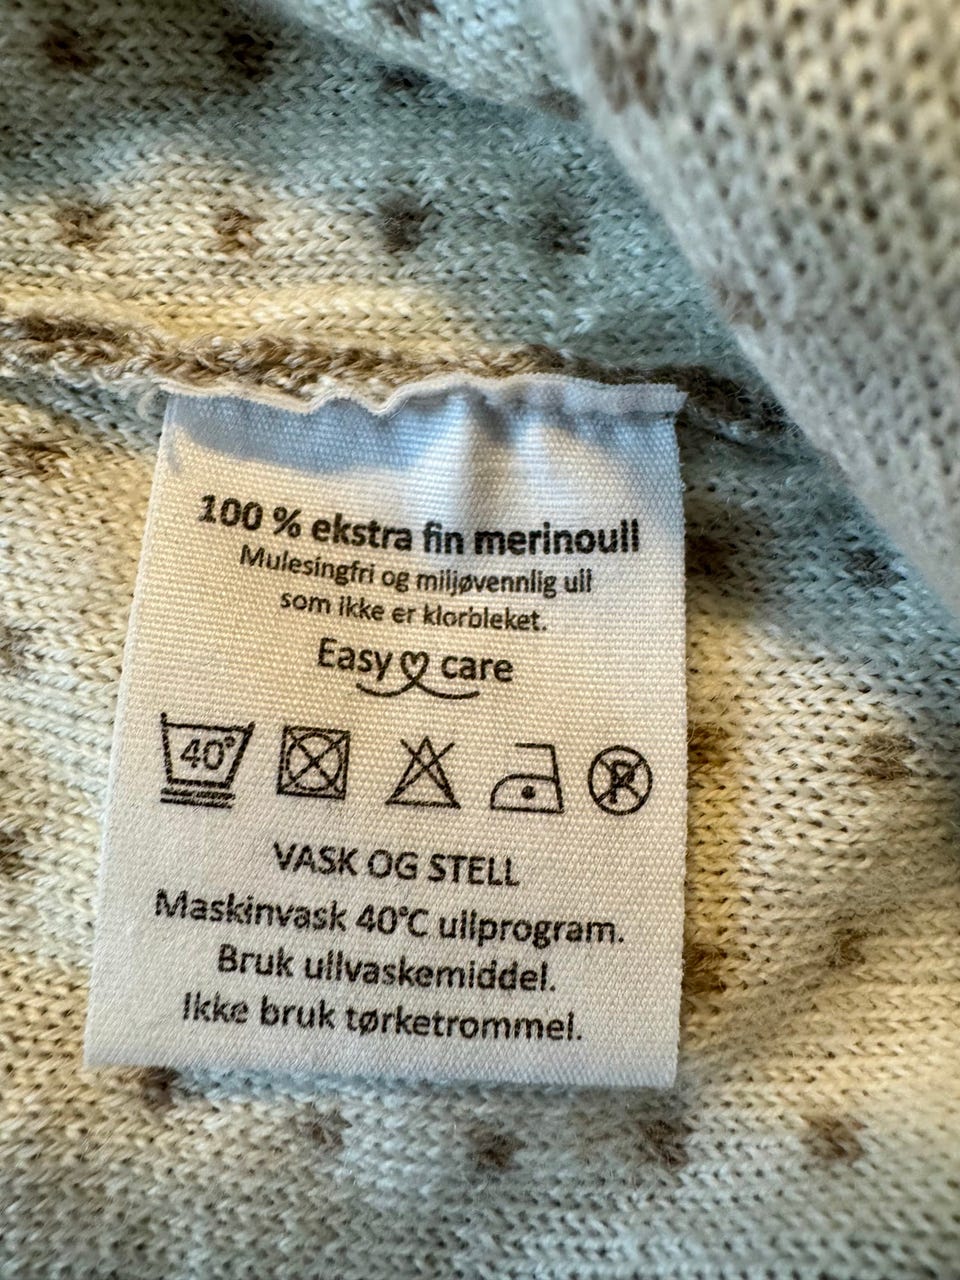 100 % ekstra fin merinoull
Mulesingfri og miljøvennlig ull
som ikke er klorbleket.
Easy care
40°
P
VASK OG STELL
Maskinvask 40°C ullprogram.
Bruk ullvaskemiddel.
Ikke bruk tørketrommel.